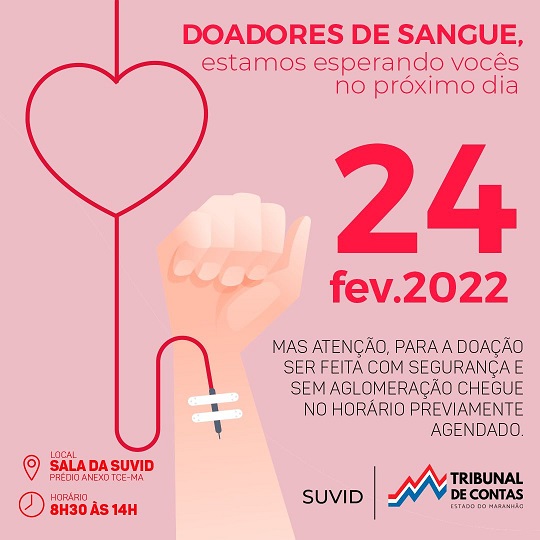 DOADORES DE SANGUE,
estamos esperando vocês
no próximo dia
24
fev.2022
MAS ATENÇÃO, PARA A DOAÇÃO
SER FEITA COM SEGURANÇA E
SEM AGLOMERAÇÃO CHEGUE
NO HORÁRIO PREVIAMENTE
AGENDADO.
LOCAL
SALA DA SUVID
PRÉDIO ANEXO TCE-MA
HORÁRIO
8H30 ÀS 14H
SUVID
TRIBUNAL
DE CONTAS
ESTADO DO MARANHÃO